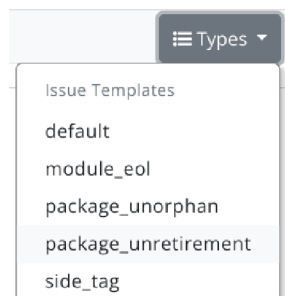 Types
Issue Templates
default
module_eol
package_unorphan
package_unretirement
side_tag